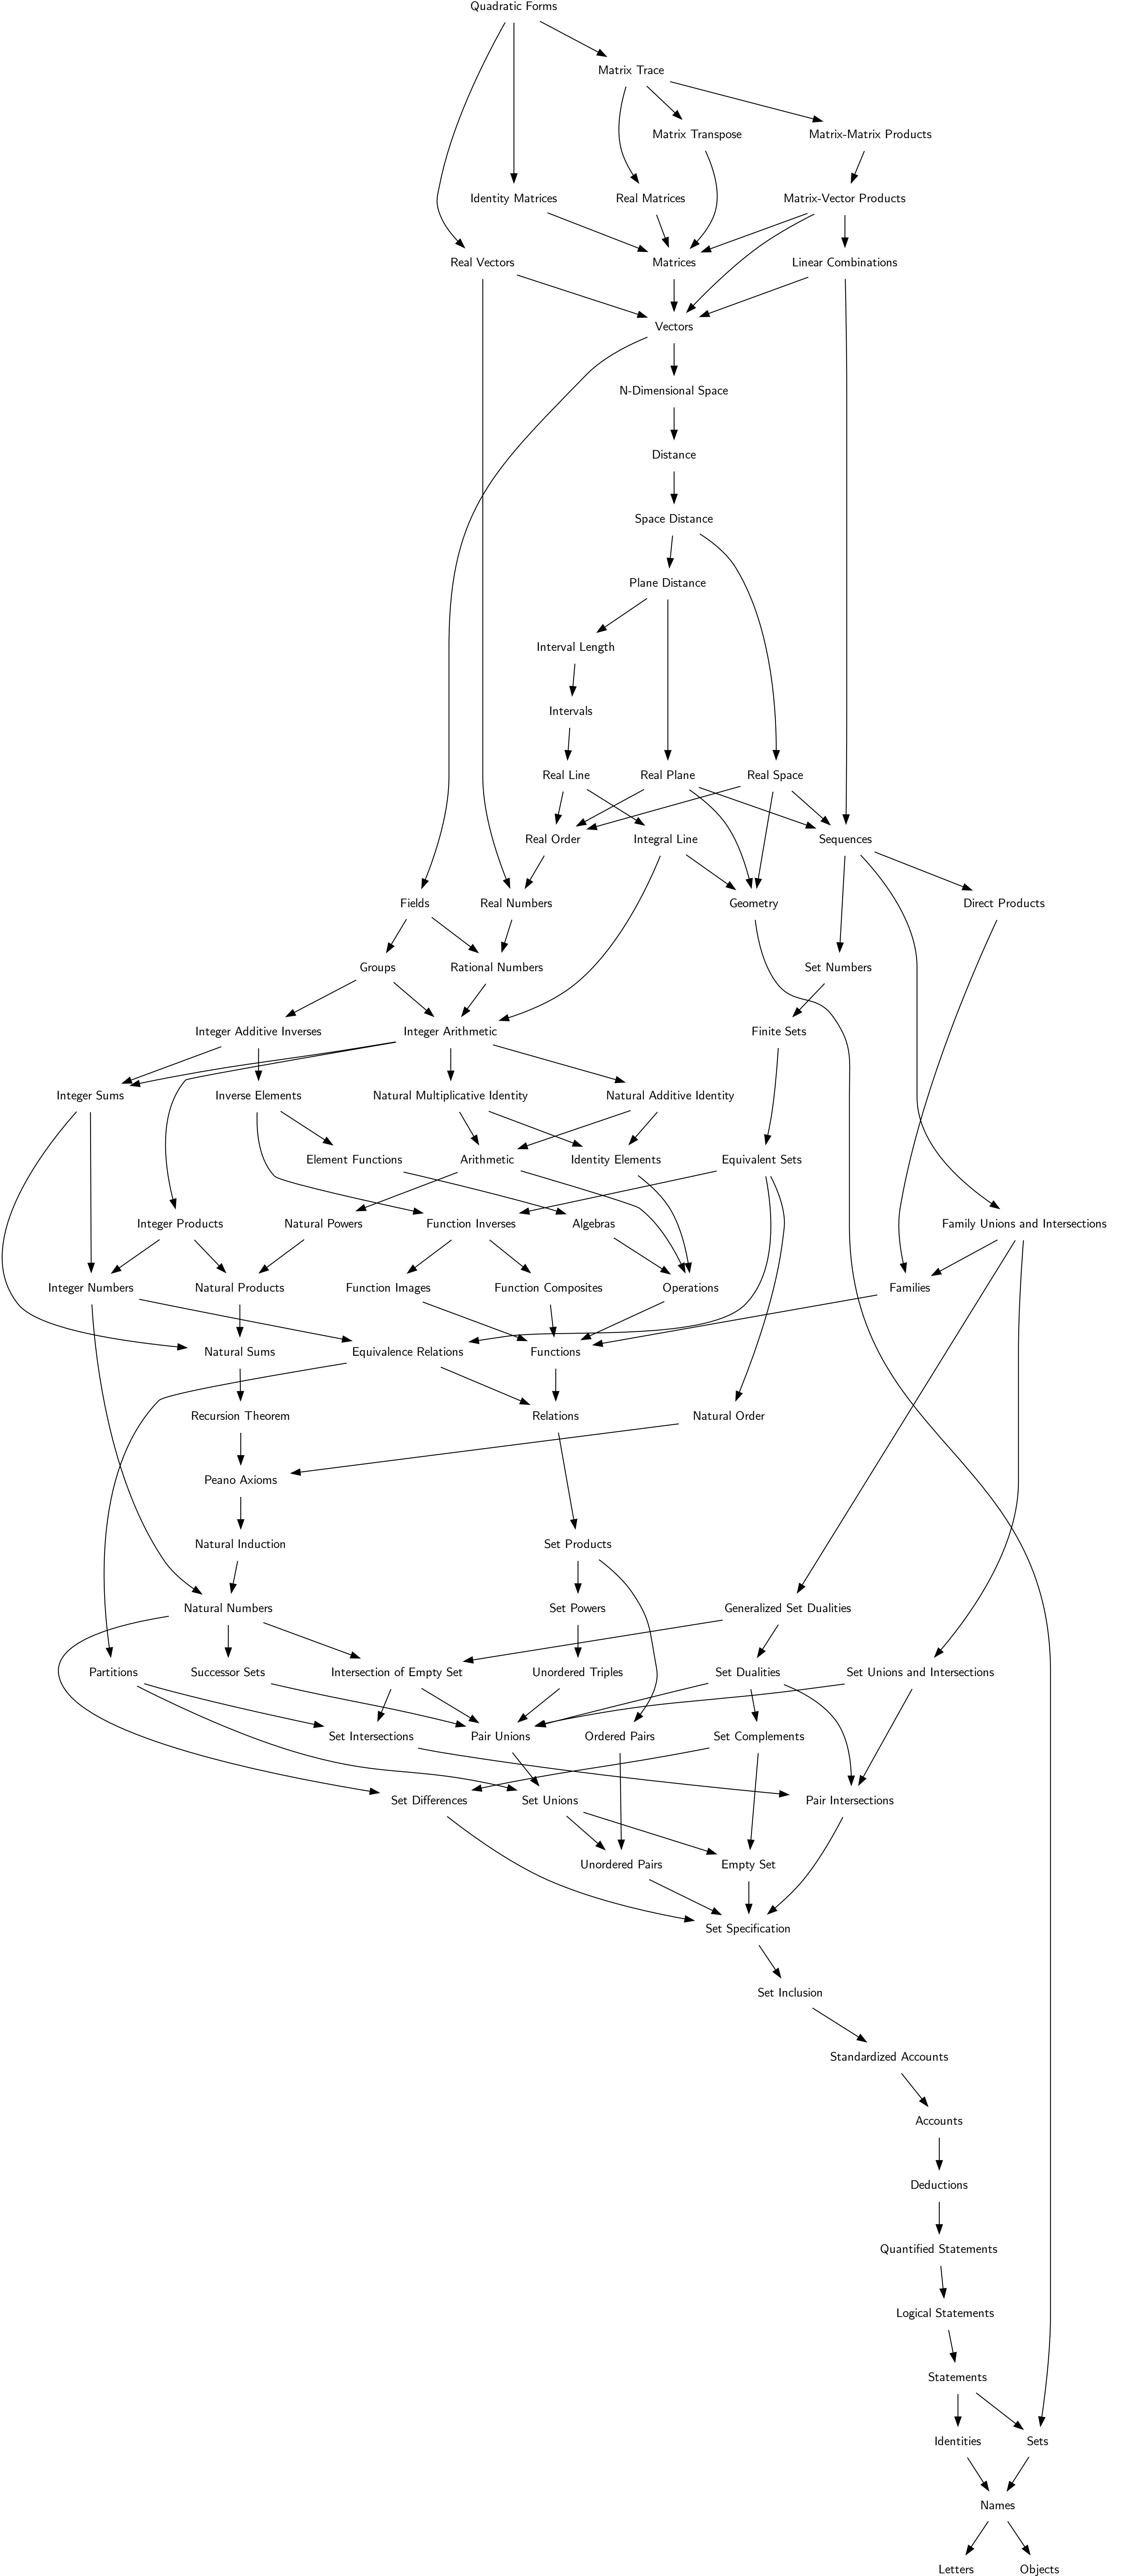 Quadratic Forms
Matrix Trace
Matrix Transpose
Matrix-Matrix Products
Identity Matrices
Real Matrices
Matrix-Vector Products
Real Vectors
Matrices
Linear Combinations
Vectors
N-Dimensional Space
Distance
Space Distance
Plane Distance
Interval Length
Intervals
Real Line
Real Plane
Real Space
Real Order
Integral Line
Sequences
Fields
Real Numbers
Geometry
Direct Products
Groups
Rational Numbers
Set Numbers
Integer Additive Inverses
Integer Arithmetic
Finite Sets
Integer Sums
Inverse Elements
Natural Multiplicative Identity
Natural Additive Identity
Element Functions
Arithmetic
Identity Elements
Equivalent Sets
Integer Products
Natural Powers
Function Inverses
Algebras
Family Unions and Intersections
Integer Numbers
Natural Products
Function Images
Function Composites
Operations
Families
Natural Sums
Equivalence Relations
Functions
Recursion Theorem
Relations
Natural Order
Peano Axioms
Natural Induction
Set Products
Natural Numbers
Set Powers
Generalized Set Dualities
Partitions
Successor Sets
Intersection of Empty Set
Unordered Triples
Set Dualities
Set Unions and Intersections
Set Intersections
Pair Unions
Ordered Pairs
Set Complements
Set Differences
Set Unions
Pair Intersections
Unordered Pairs
Empty Set
Set Specification
Set Inclusion
Standardized Accounts
Accounts
Deductions
Quantified Statements
Logical Statements
Statements
Identities
Sets
Names
Letters
Objects